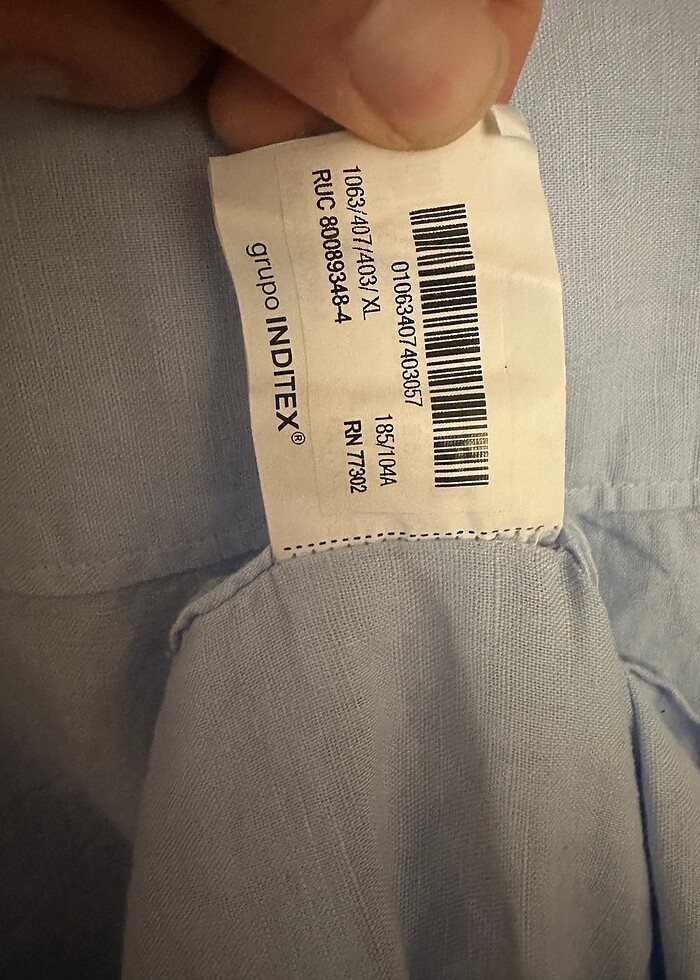 01063407403057
1063/407/403/ XL 185/104A
RUC 80089348-4 RN 77302
grupo INDITEX®